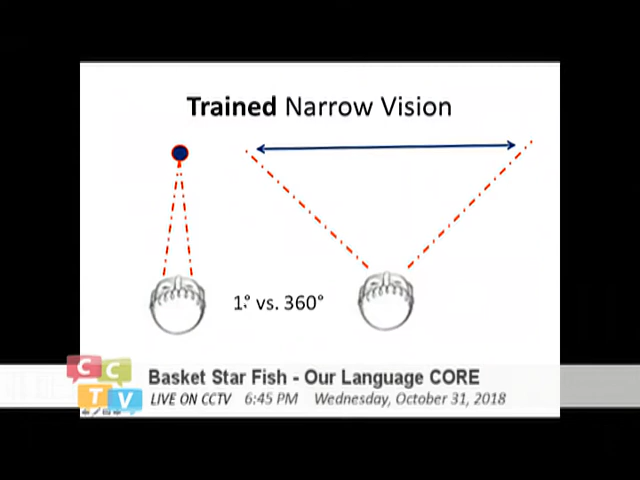 Trained Narrow Vision
1° vs. 360°
CCTV
Basket Star Fish - Our Language CORE
LIVE ON CCTV 6:45 PM Wednesday, October 31, 2018